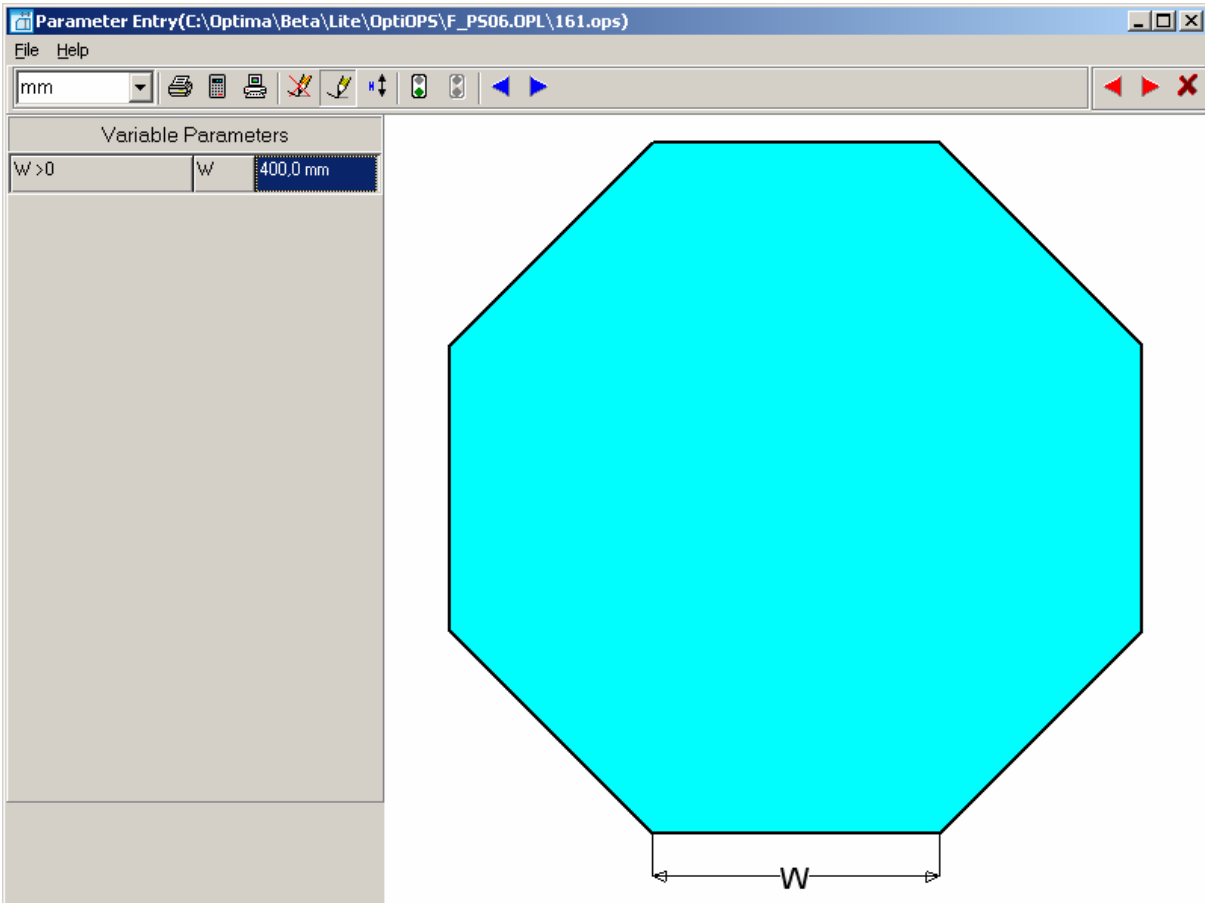 Parameter Entry(C:\Optima\Beta\Lite\OptiOPS\F_PS06.OPL\161.ops)
File Help
mm
Variable Parameters
W >0 W 400,0 mm
W